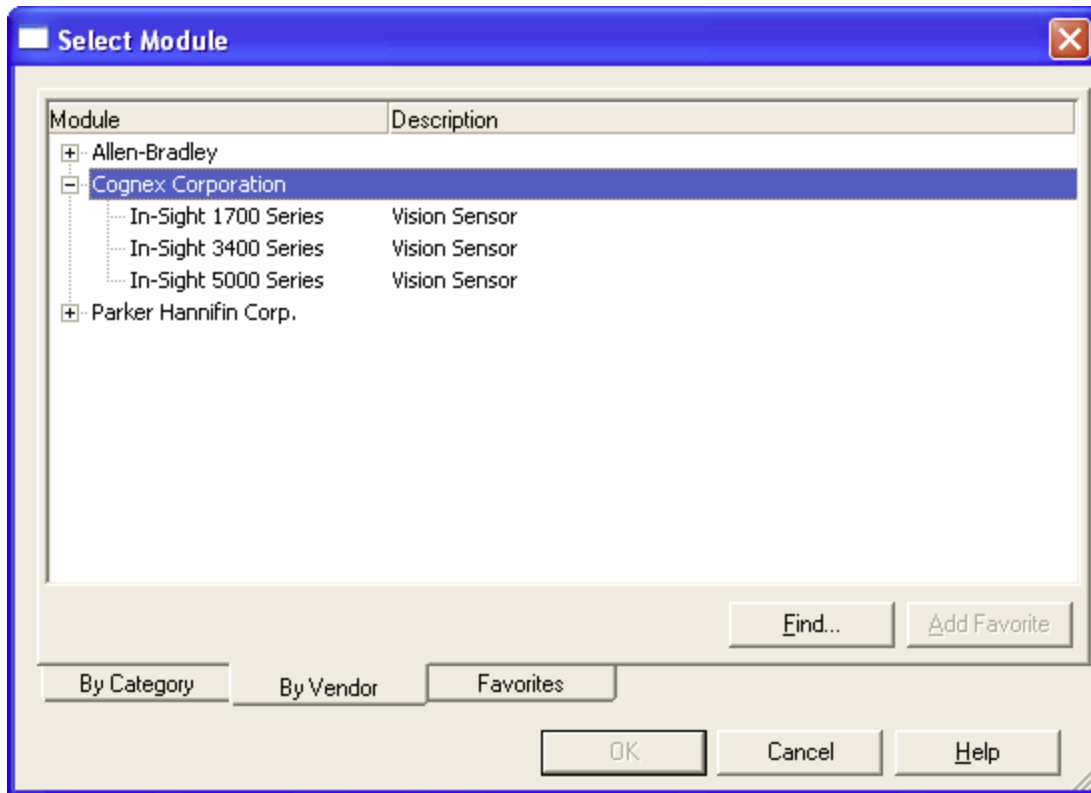 Select Module
Module Description
Allen-Bradley
Cognex Corporation
In-Sight 1700 Series Vision Sensor
In-Sight 3400 Series Vision Sensor
In-Sight 5000 Series Vision Sensor
Parker Hannifin Corp.
Find... Add Favorite
By Category By Vendor Favorites
OK Cancel Help